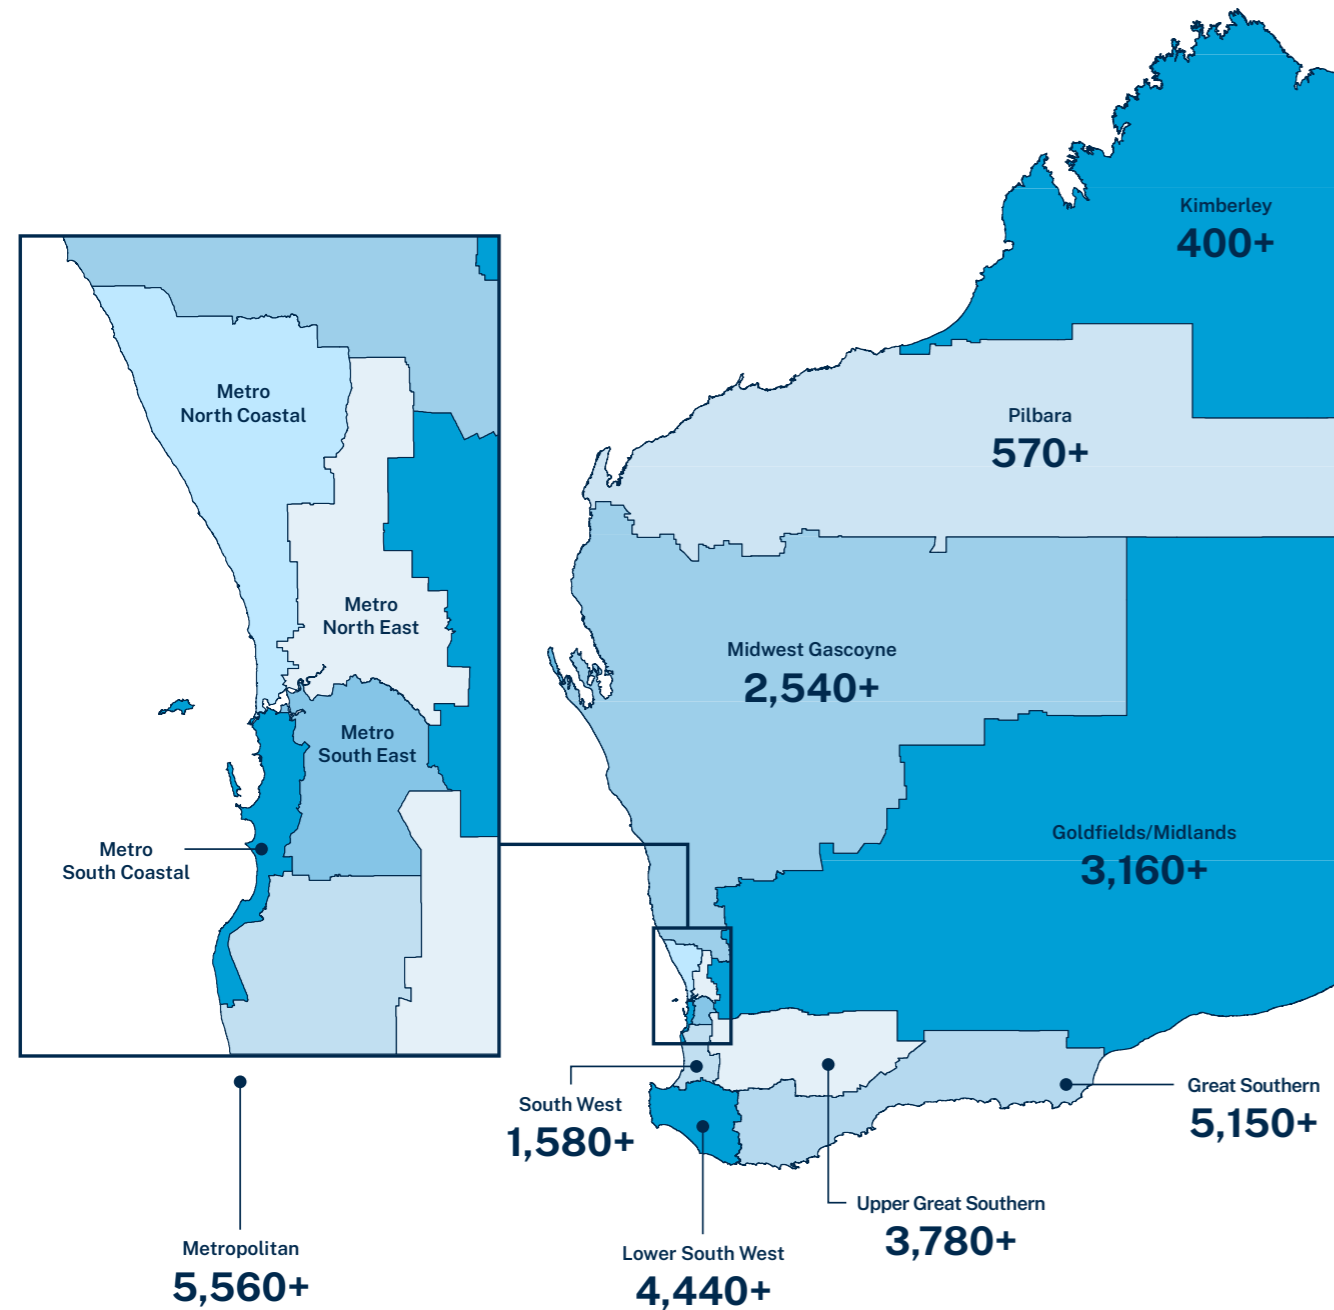 Kimberley
400+
Metro
North Coastal
Pilbara
570+
Metro
North East
Midwest Gascoyne
2,540+
Metro
South East
Goldfields/Midlands
3,160+
Metro
South Coastal
South West
1,580+
Great Southern
5,150+
Upper Great Southern
3,780+
Metropolitan
5,560+
Lower South West
4,440+